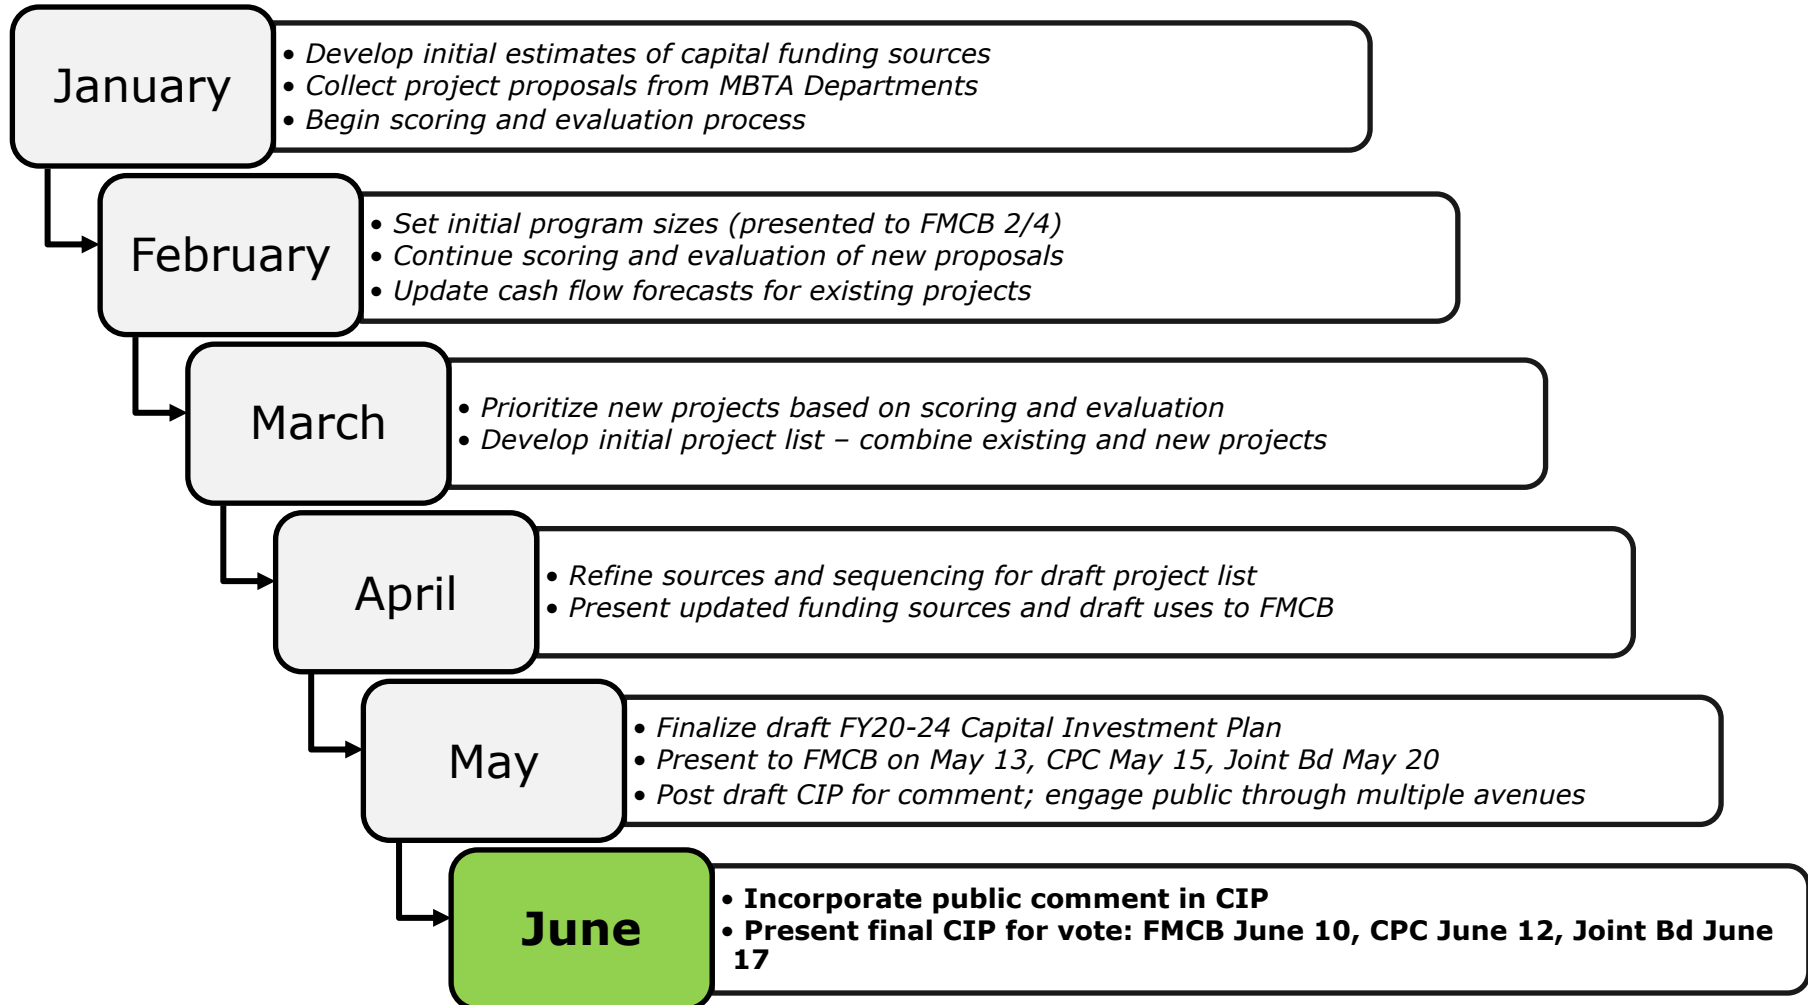 January
• Develop initial estimates of capital funding sources
• Collect project proposals from MBTA Departments
• Begin scoring and evaluation process
February
• Set initial program sizes (presented to FMCB 2/4)
• Continue scoring and evaluation of new proposals
• Update cash flow forecasts for existing projects
March
• Prioritize new projects based on scoring and evaluation
• Develop initial project list – combine existing and new projects
April
• Refine sources and sequencing for draft project list
• Present updated funding sources and draft uses to FMCB
May
• Finalize draft FY20-24 Capital Investment Plan
• Present to FMCB on May 13, CPC May 15, Joint Bd May 20
• Post draft CIP for comment; engage public through multiple avenues
June
• Incorporate public comment in CIP
• Present final CIP for vote: FMCB June 10, CPC June 12, Joint Bd June
17